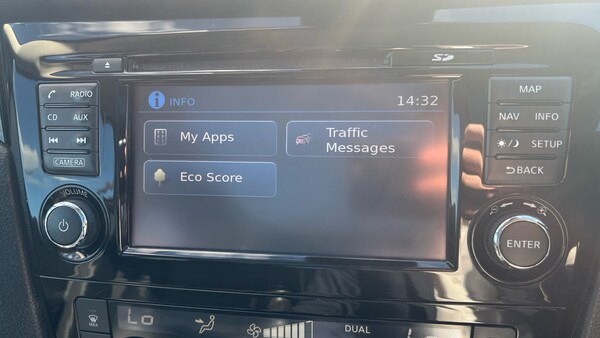 SD
RADIO
CD AUX
CAMERA
VOLUME
INFO 14:32
My Apps
Traffic
Messages
Eco Score
MAP
NAV INFO
SETUP
BACK
ENTER
MAX
Lo
DUAL